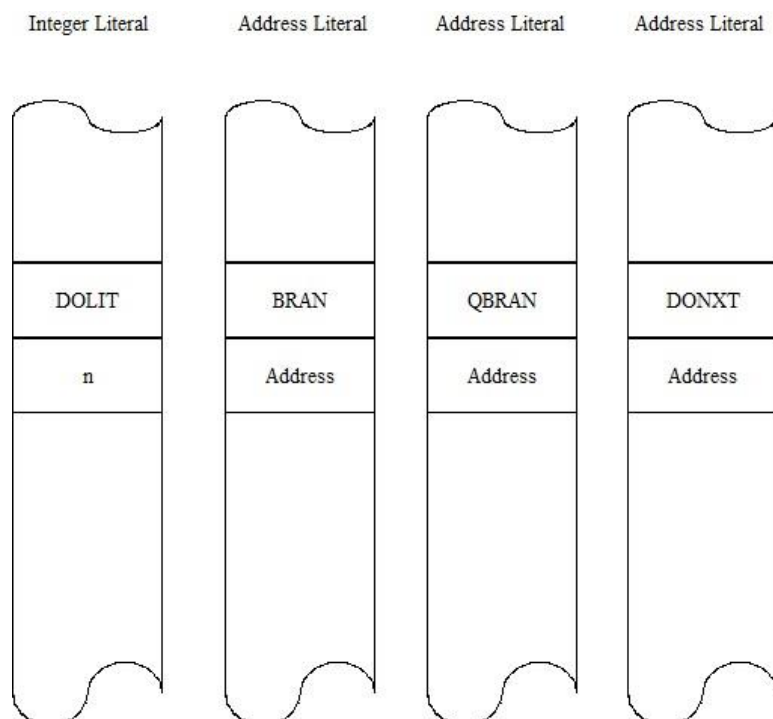 Integer Literal
Address Literal
Address Literal
Address Literal
DOLIT
BRAN
QBRAN
DONXT
n
Address
Address
Address